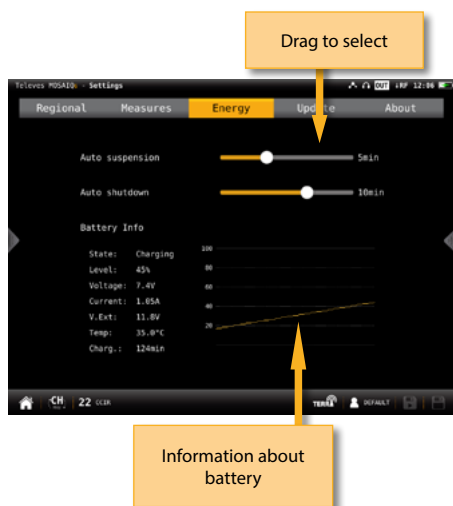 Drag to select
Televes MOSAIQ6 - Settings OUT ↓RF 12:06
Regional Measures Energy Update About
Auto suspension 5min
Auto shutdown 10min
Battery Info
State: Charging
Level: 45%
Voltage: 7.4V
Current: 1.05A
V.Ext: 11.8V
Temp: 35.0°C
Charg.: 124min
100
80
60
40
20
CH 22 CCIR TERRA DEFAULT
Information about
battery